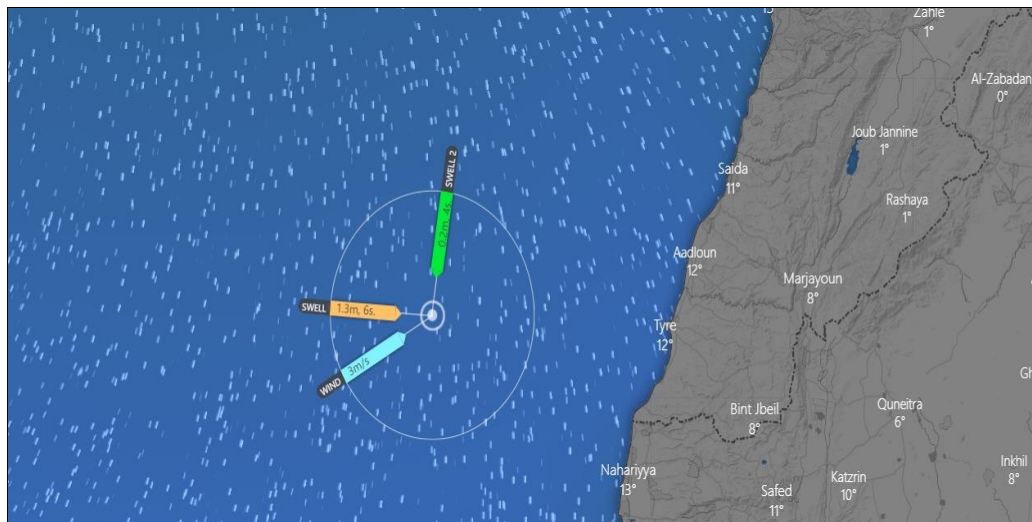 Zahle
1°
Al-Zabadan
0°
Joub Jannine
1°
SWELL 2
0.2m, 4s.
Saida
11°
Rashaya
1°
Aadloun
12°
Marjayoun
8°
SWELL
1.3m, 6s.
Tyre
12°
WIND
3m/s
Bint Jbeil
8°
Quneitra
6°
Nahariyya
13°
Safed
11°
Katzrin
10°
Inkhil
8°